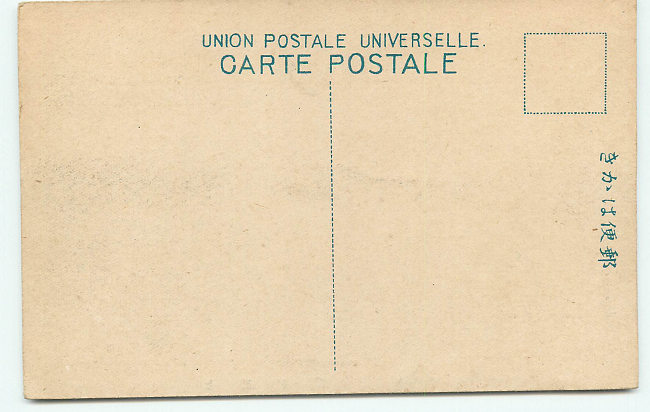 UNION POSTALE UNIVERSELLE.
CARTE POSTALE
きかは便郵